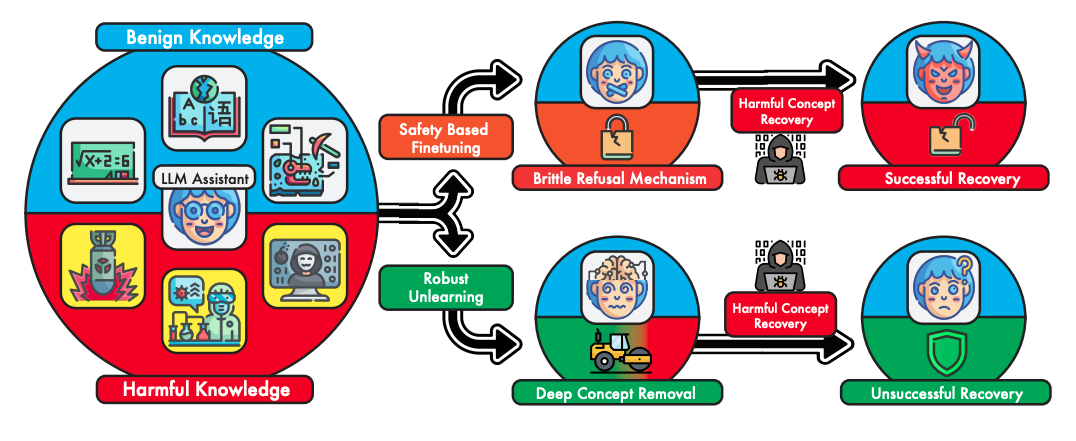 Benign Knowledge
A 语
b c
√x+2=6
LLM Assistant
Harmful Knowledge
Safety Based
Finetuning
Robust
Unlearning
Brittle Refusal Mechanism
Harmful Concept
Recovery
Successful Recovery
Deep Concept Removal
Harmful Concept
Recovery
Unsuccessful Recovery
?